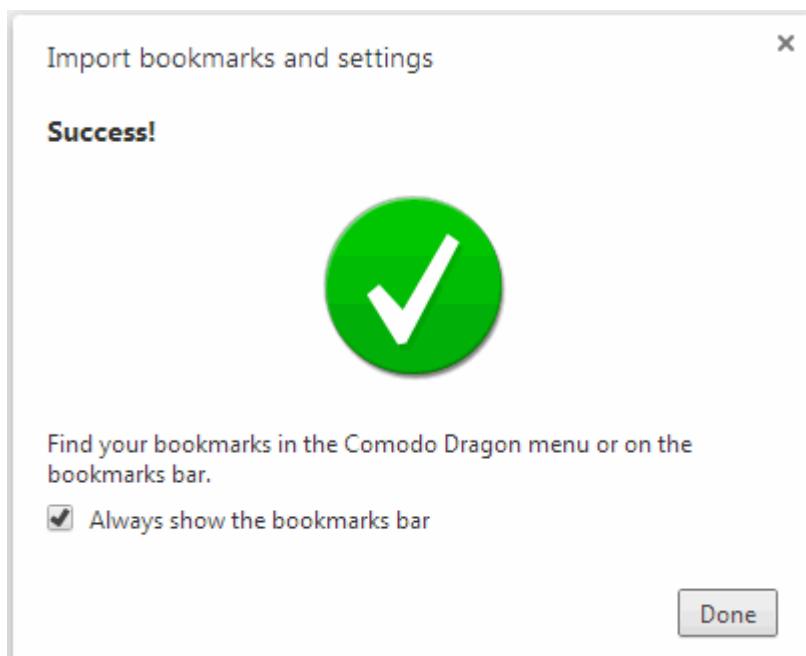 Import bookmarks and settings
Success!
Find your bookmarks in the Comodo Dragon menu or on the
bookmarks bar.
Always show the bookmarks bar
Done